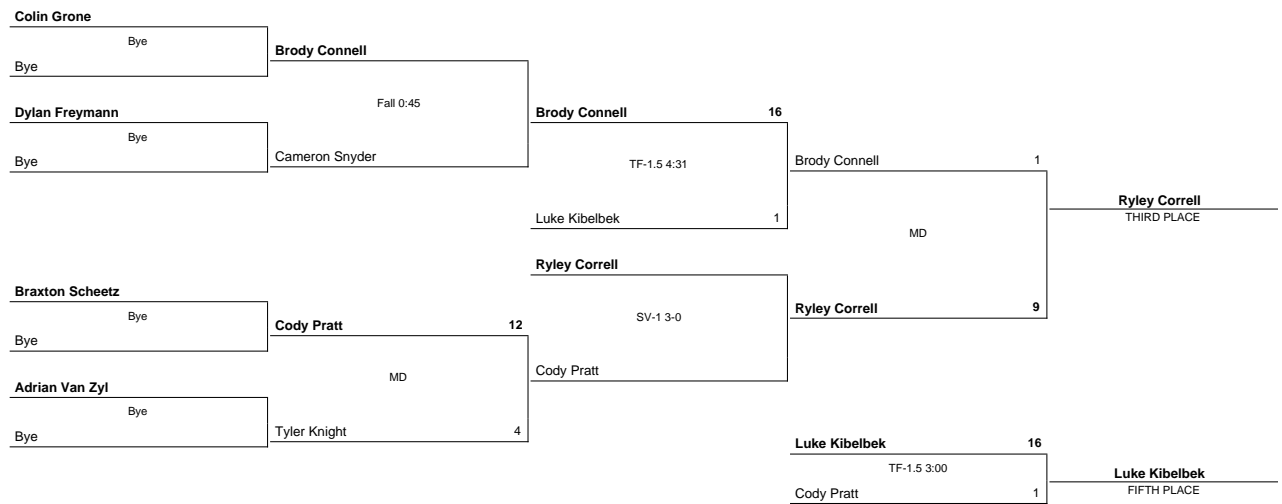 Colin Grone
Bye
Bye
Brody Connell
Fall 0:45
Dylan Freymann
Bye
Bye
Cameron Snyder
Brody Connell 16
TF-1.5 4:31
Luke Kibelbek 1
Brody Connell 1
MD
Ryley Correll
THIRD PLACE
Ryley Correll
SV-1 3-0
Ryley Correll 9
Cody Pratt
Braxton Scheetz
Bye
Bye
Cody Pratt 12
MD
Adrian Van Zyl
Bye
Bye
Tyler Knight 4
Luke Kibelbek 16
TF-1.5 3:00
Cody Pratt 1
Luke Kibelbek
FIFTH PLACE